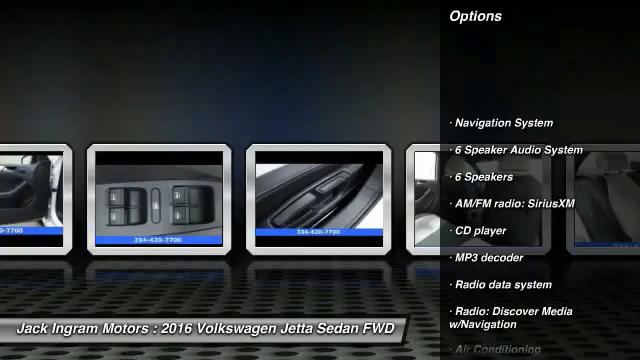 Options
· Navigation System
· 6 Speaker Audio System
· 6 Speakers
· AM/FM radio: SiriusXM
· CD player
· MP3 decoder
· Radio data system
· Radio: Discover Media
w/Navigation
· Air Conditioning
334-420-7700
334-420-7700
Jack Ingram Motors : 2016 Volkswagen Jetta Sedan FWD